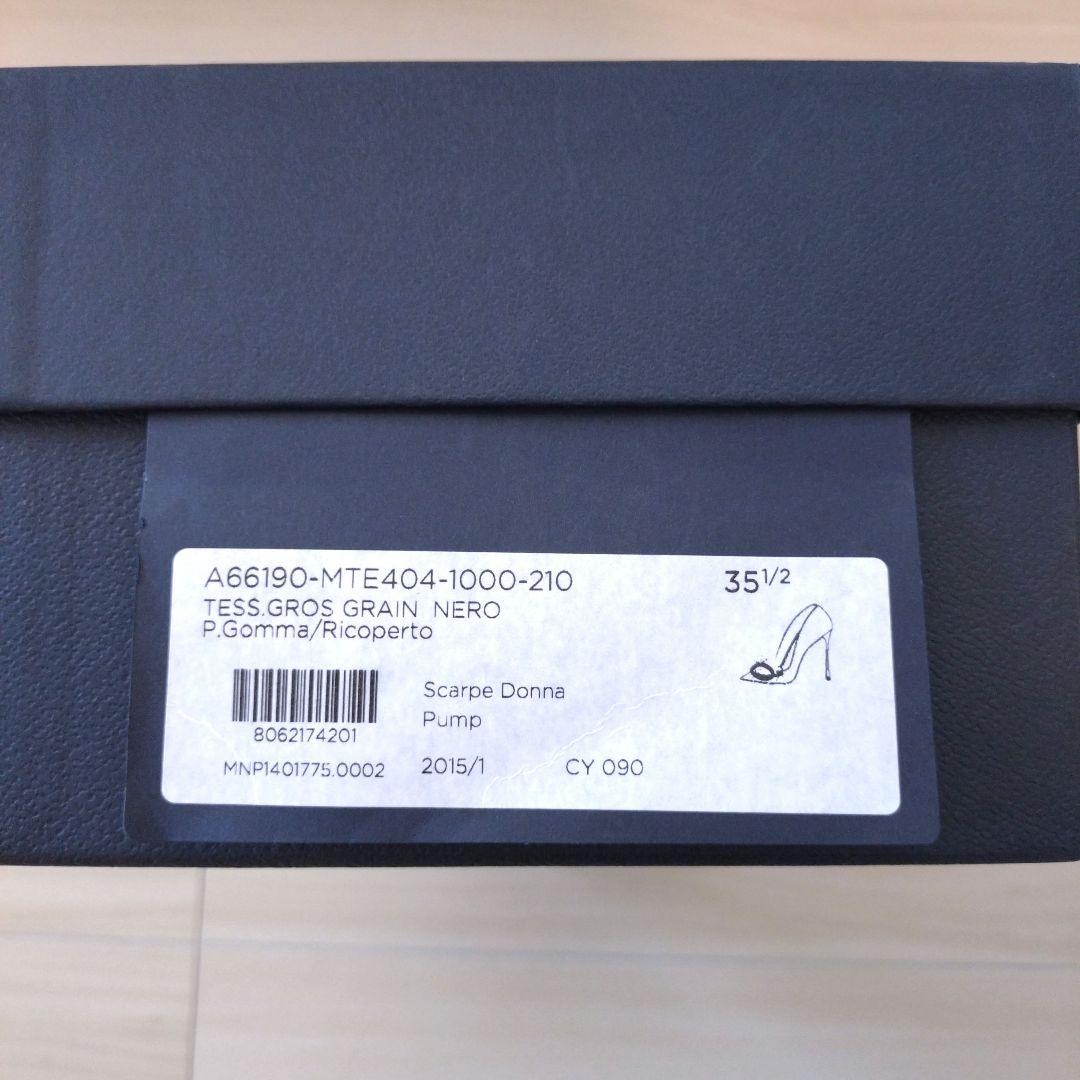 A66190-MTE404-1000-210
35 1/2
TESS.GROS GRAIN NERO
P.Gomma/Ricoperto
Scarpe Donna
Pump
8062174201
MNP1401775.0002
2015/1
CY 090